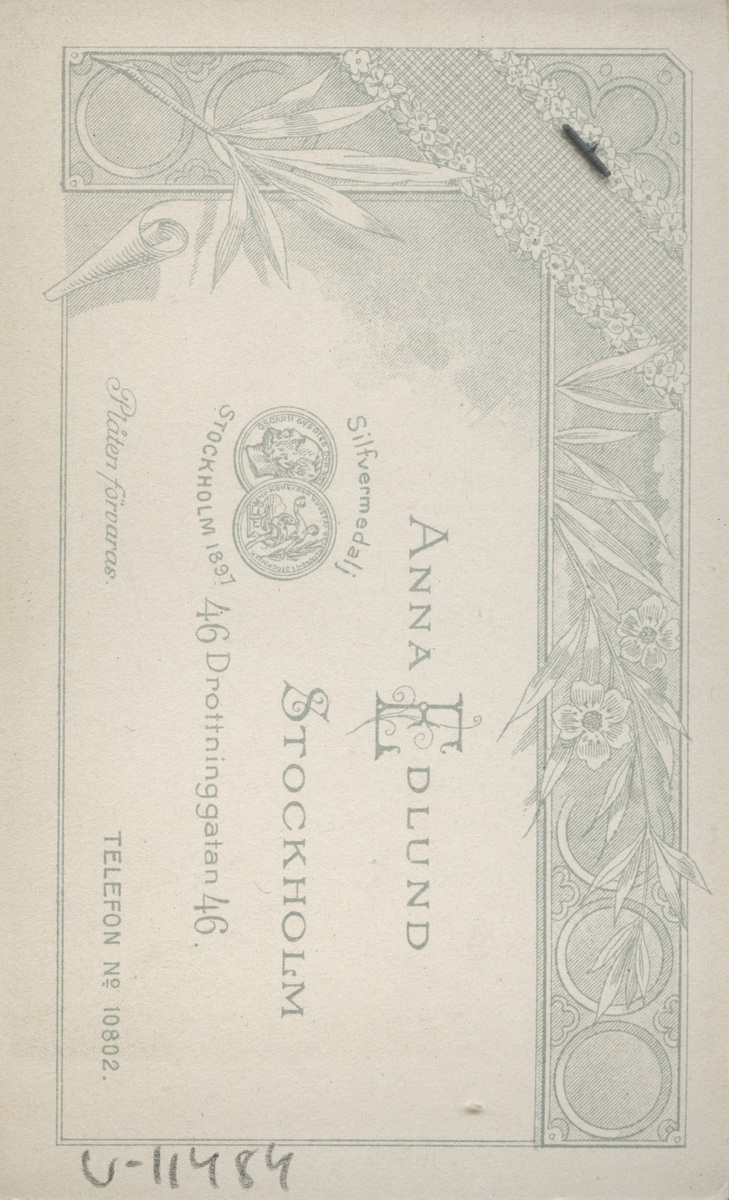 Silfvermedalj
STOCKHOLM 1897
ANNA EDLUND
STOCKHOLM
46 Drottninggatan 46.
Plåten förvaras.
TELEFON Nº 10802.
U-11484